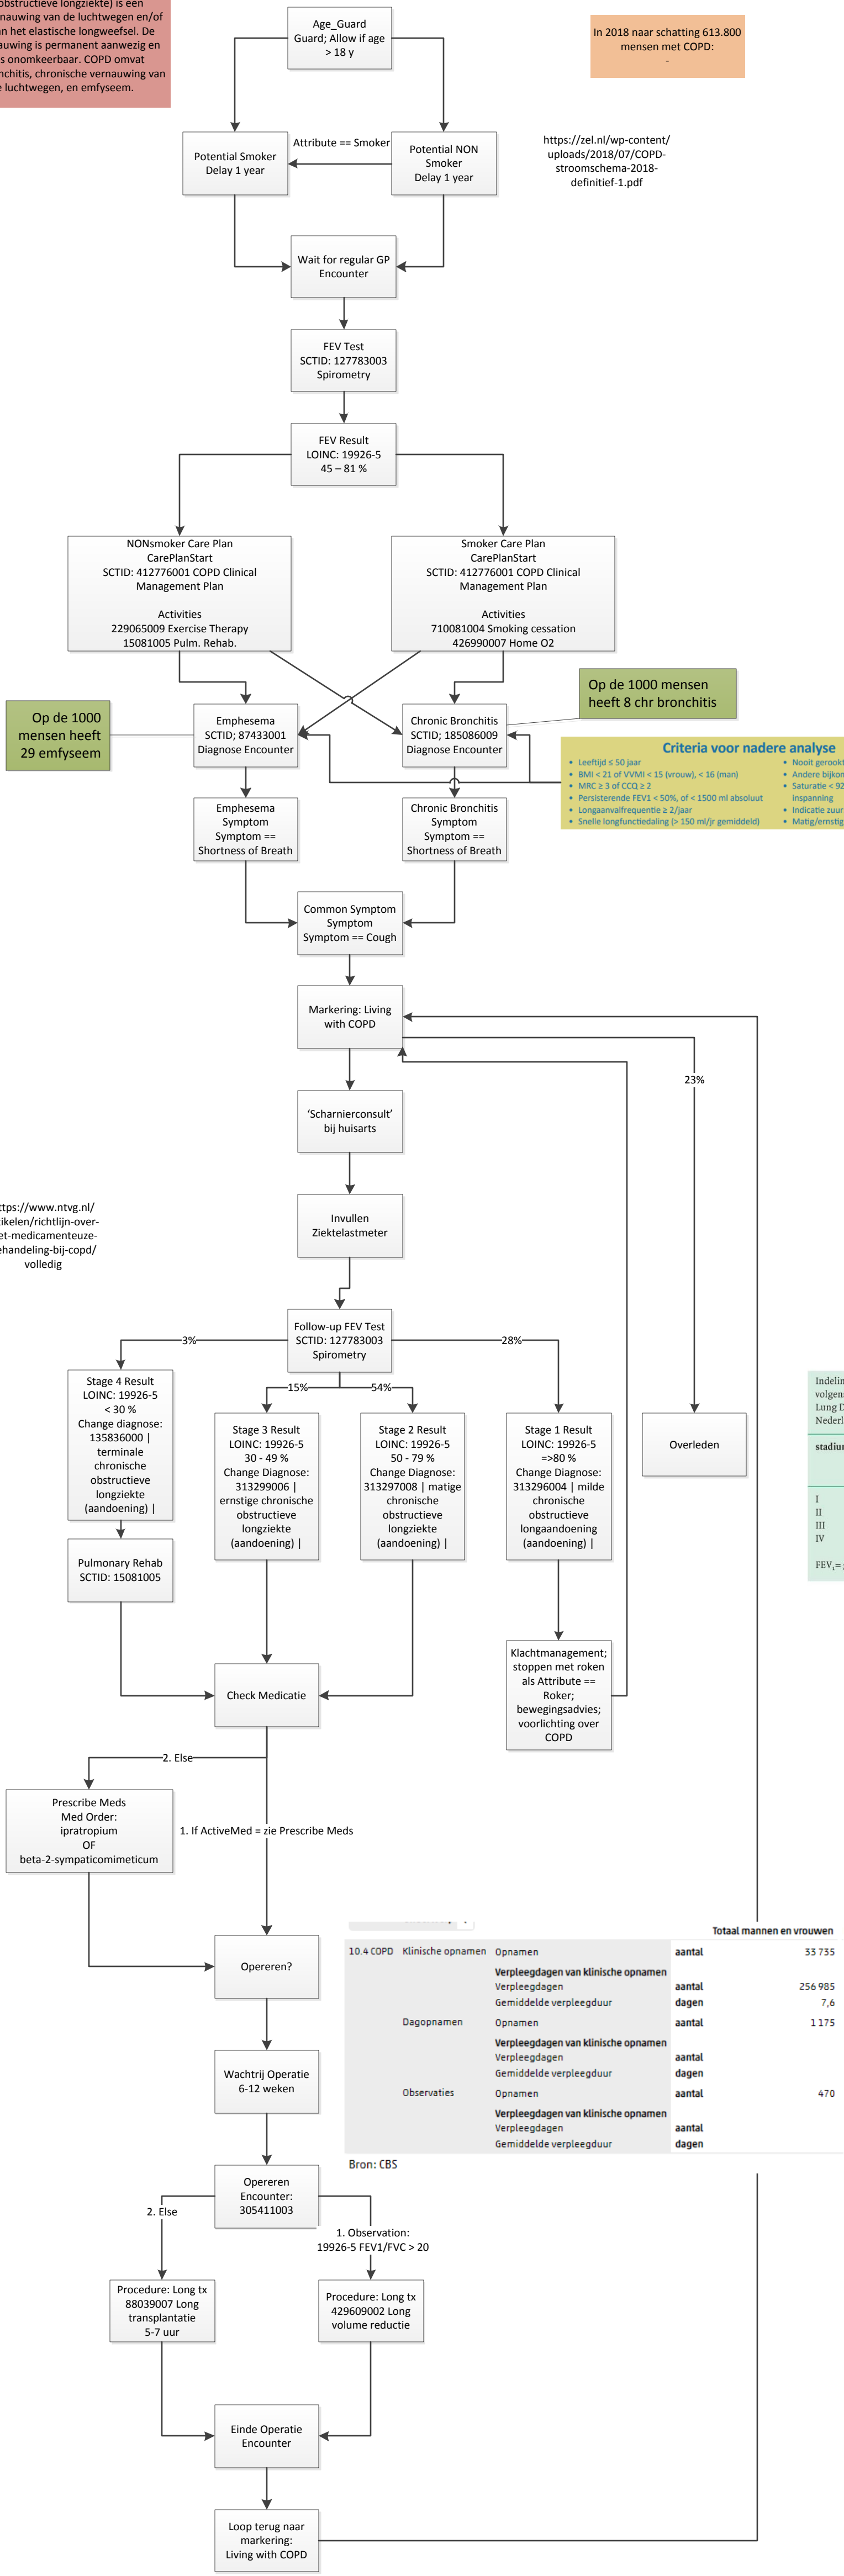 obstructieve longziekte) is een
nauwing van de luchtwegen en/of
an het elastische longweefsel. De
auwing is permanent aanwezig en
s onomkeerbaar. COPD omvat
nchitis, chronische vernauwing van
e luchtwegen, en emfyseem.
Age_Guard
Guard; Allow if age
> 18 y
In 2018 naar schatting 613.800
mensen met COPD:
-
Potential Smoker
Delay 1 year
Attribute == Smoker
Potential NON
Smoker
Delay 1 year
https://zel.nl/wp-content/
uploads/2018/07/COPD-
stroomschema-2018-
definitief-1.pdf
Wait for regular GP
Encounter
FEV Test
SCTID: 127783003
Spirometry
FEV Result
LOINC: 19926-5
45 – 81 %
NONsmoker Care Plan
CarePlanStart
SCTID: 412776001 COPD Clinical
Management Plan
Activities
229065009 Exercise Therapy
15081005 Pulm. Rehab.
Smoker Care Plan
CarePlanStart
SCTID: 412776001 COPD Clinical
Management Plan
Activities
710081004 Smoking cessation
426990007 Home O2
Op de 1000
mensen heeft
29 emfyseem
Emphesema
SCTID; 87433001
Diagnose Encounter
Chronic Bronchitis
SCTID; 185086009
Diagnose Encounter
Op de 1000 mensen
heeft 8 chr bronchitis
Criteria voor nadere analyse
• Leeftijd ≤ 50 jaar
• BMI < 21 of VVMI < 15 (vrouw), < 16 (man)
• MRC ≥ 3 of CCQ ≥ 2
• Persisterende FEV1 < 50%, of < 1500 ml absoluut
• Longaanvalfrequentie ≥ 2/jaar
• Snelle longfunctiedaling (> 150 ml/jr gemiddeld)
• Nooit gerookt
• Andere bijkon
• Saturatie < 92
inspanning
• Indicatie zuur
• Matig/ernstig
Emphesema
Symptom
Symptom ==
Shortness of Breath
Chronic Bronchitis
Symptom
Symptom ==
Shortness of Breath
Common Symptom
Symptom
Symptom == Cough
Markering: Living
with COPD
23%
‘Scharnierconsult’
bij huisarts
Invullen
Ziektelastmeter
ttps://www.ntvg.nl/
tikelen/richtlijn-over-
et-medicamenteuze-
ehandeling-bij-copd/
volledig
Follow-up FEV Test
SCTID: 127783003
Spirometry
3%
28%
15%
54%
Stage 4 Result
LOINC: 19926-5
< 30 %
Change diagnose:
135836000 |
terminale
chronische
obstructieve
longziekte
(aandoening) |
Stage 3 Result
LOINC: 19926-5
30 - 49 %
Change Diagnose:
313299006 |
ernstige chronische
obstructieve
longziekte
(aandoening) |
Stage 2 Result
LOINC: 19926-5
50 - 79 %
Change Diagnose:
313297008 | matige
chronische
obstructieve
longziekte
(aandoening) |
Stage 1 Result
LOINC: 19926-5
=>80 %
Change Diagnose:
313296004 | milde
chronische
obstructieve
longaandoening
(aandoening) |
Overleden
Indelin
volgens
Lung D
Nederl
stadiun
I
II
III
IV
FEV₁= g
Pulmonary Rehab
SCTID: 15081005
Klachtmanagement;
stoppen met roken
als Attribute ==
Roker;
bewegingsadvies;
voorlichting over
COPD
Check Medicatie
2. Else
1. If ActiveMed = zie Prescribe Meds
Prescribe Meds
Med Order:
ipratropium
OF
beta-2-sympaticomimeticum
Opereren?
Totaal mannen en vrouwen
10.4 COPD Klinische opnamen Opnamen aantal 33 735
Verpleegdagen van klinische opnamen
Verpleegdagen aantal 256 985
Gemiddelde verpleegduur dagen 7,6
Dagopnamen Opnamen aantal 1 175
Verpleegdagen van klinische opnamen
Verpleegdagen aantal
Gemiddelde verpleegduur dagen
Observaties Opnamen aantal 470
Verpleegdagen van klinische opnamen
Verpleegdagen aantal
Gemiddelde verpleegduur dagen
Bron: CBS
Wachtrij Operatie
6-12 weken
Opereren
Encounter:
305411003
2. Else
1. Observation:
19926-5 FEV1/FVC > 20
Procedure: Long tx
88039007 Long
transplantatie
5-7 uur
Procedure: Long tx
429609002 Long
volume reductie
Einde Operatie
Encounter
Loop terug naar
markering:
Living with COPD